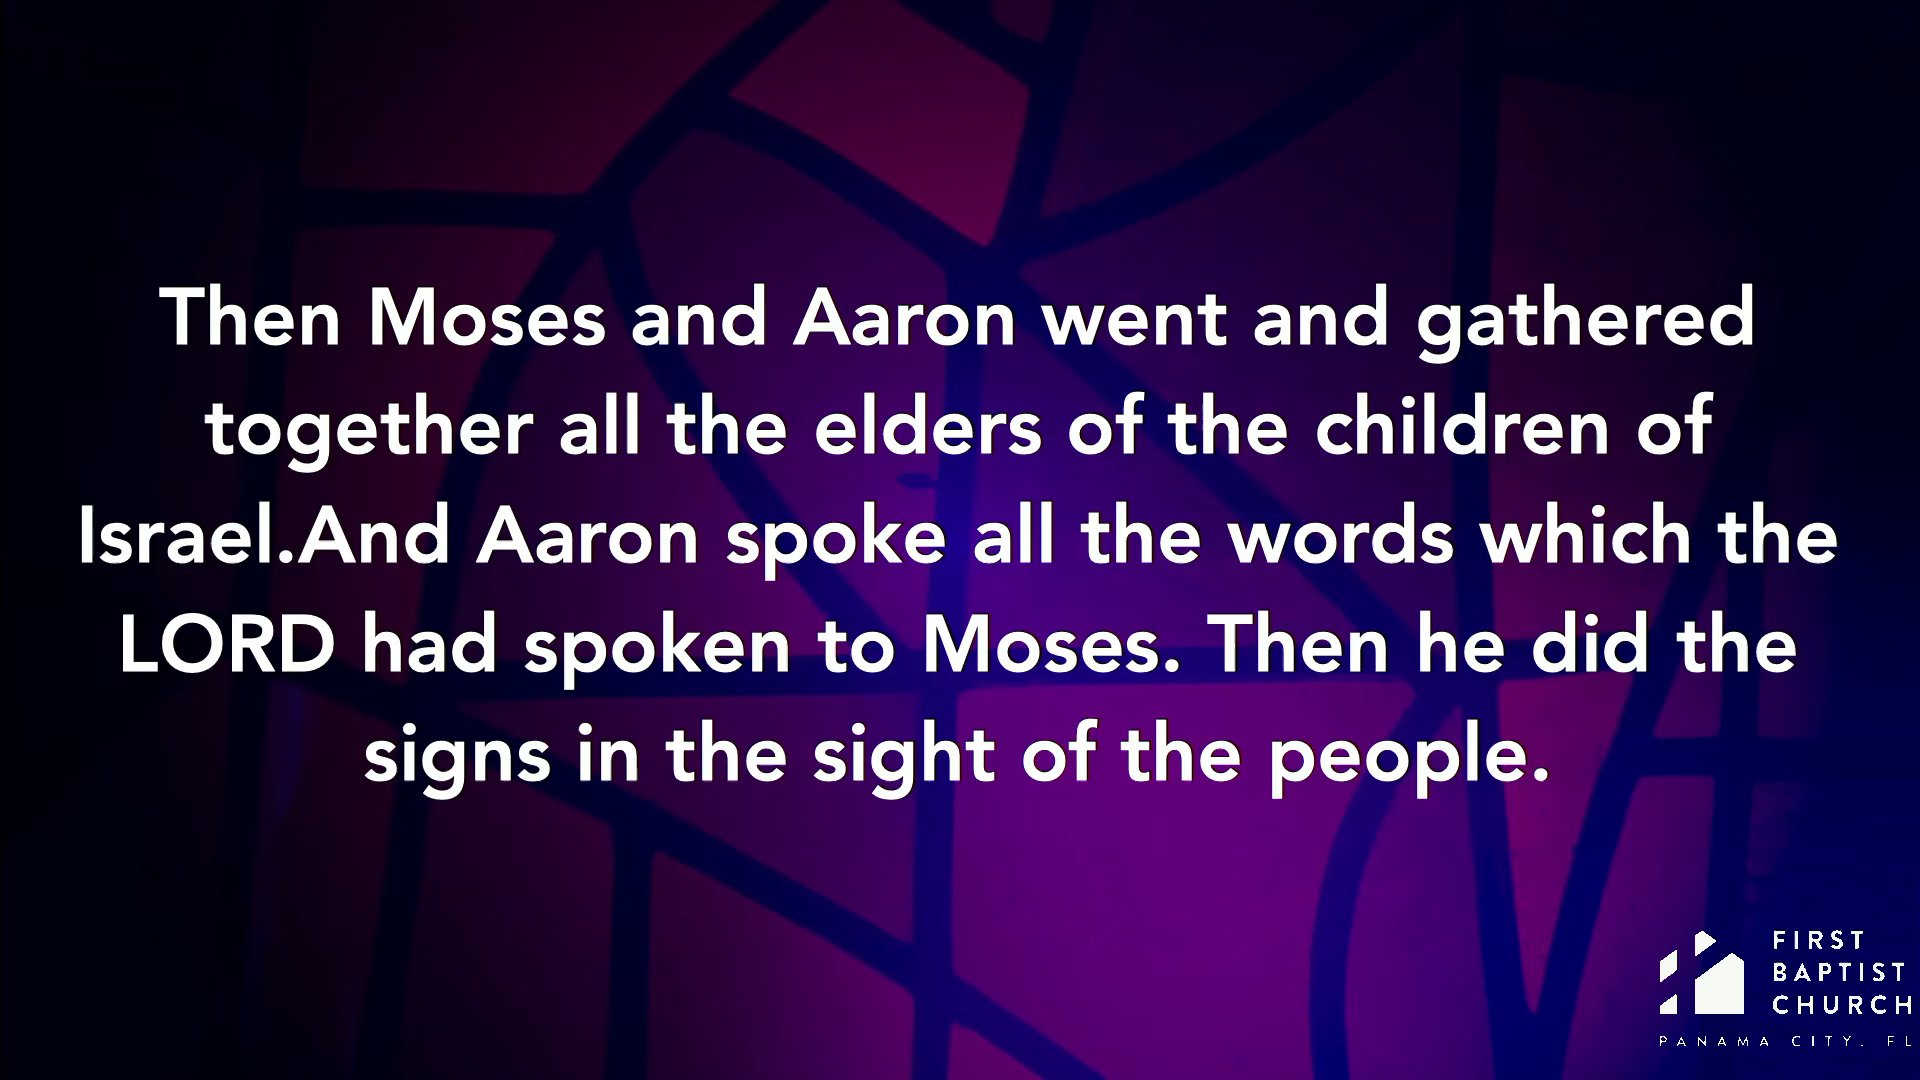 Then Moses and Aaron went and gathered
together all the elders of the children of
Israel.And Aaron spoke all the words which the
LORD had spoken to Moses. Then he did the
signs in the sight of the people.
FIRST
BAPTIST
CHURCH
PANAMA CITY, FL